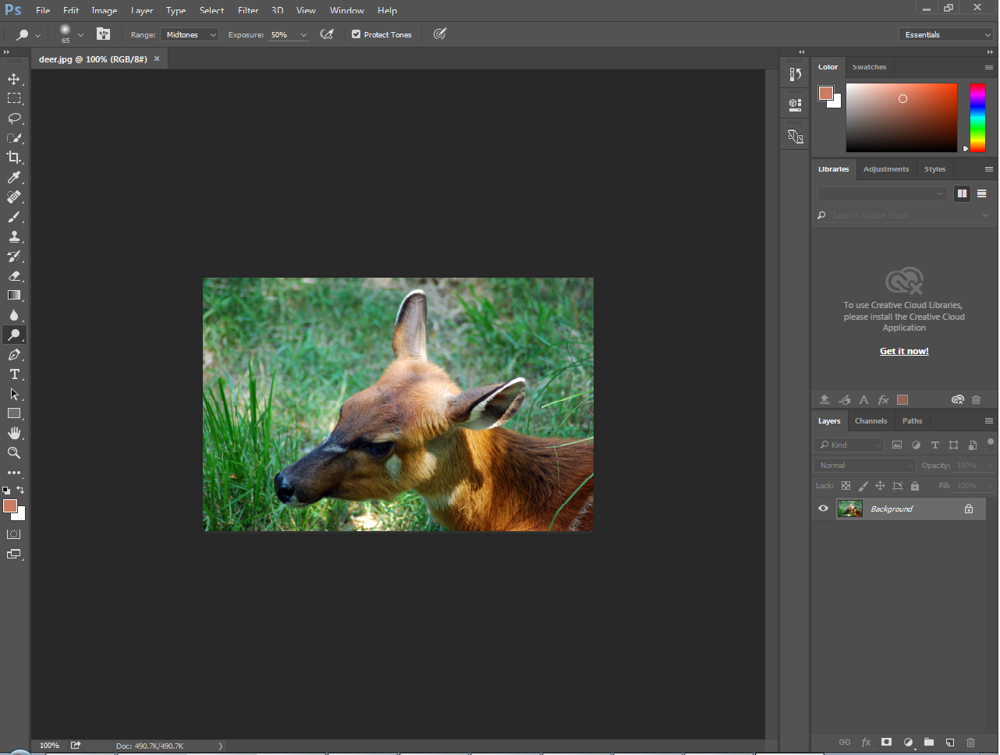 Ps File Edit Image Layer Type Select Filter 3D View Window Help
65 Range: Midtones Exposure: 50% Protect Tones Essentials
deer.jpg @ 100% (RGB/8#) ×
Color Swatches
Libraries Adjustments Styles
Search Adobe Stock
To use Creative Cloud Libraries,
please install the Creative Cloud
Application
Get it now!
Layers Channels Paths
Kind
Normal Opacity: 100%
Lock: Fill: 100%
Background
100% Doc: 490.7K/490.7K